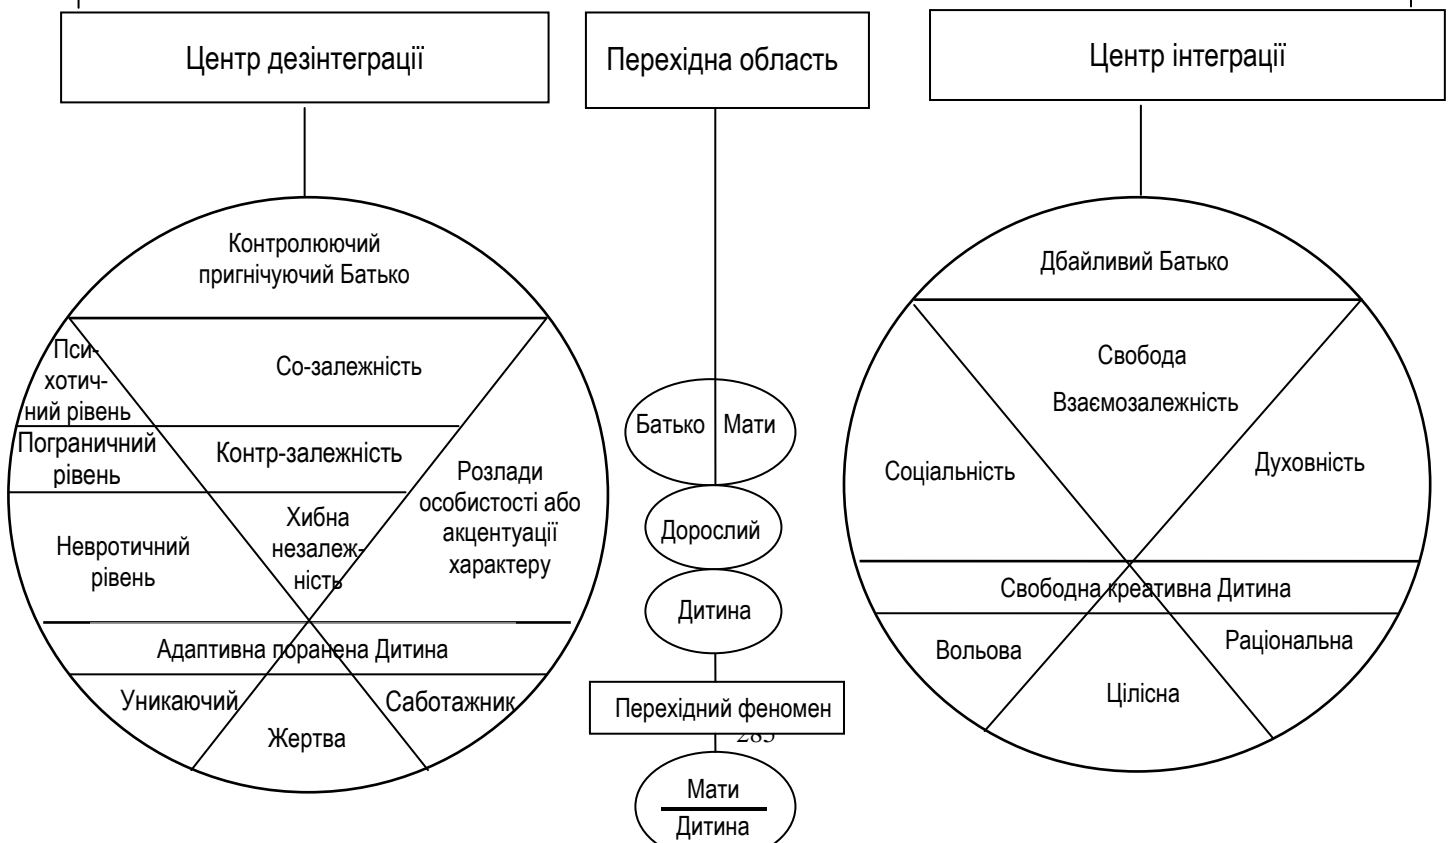 Центр дезінтеграції
Перехідна область
Центр інтеграції
Контролюючий
пригнічуючий Батько
Пси-
хотич-
ний рівень
Со-залежність
Пограничний
рівень
Контр-залежність
Невротичний
рівень
Хибна
незалеж-
ність
Розлади
особистості або
акцентуації
характеру
Адаптивна поранена Дитина
Уникаючий
Жертва
Саботажник
Батько
Мати
Дорослий
Дитина
Перехідний феномен
285
Мати
Дитина
Дбайливий Батько
Свобода
Взаємозалежність
Соціальність
Духовність
Свободна креативна Дитина
Вольова
Цілісна
Раціональна